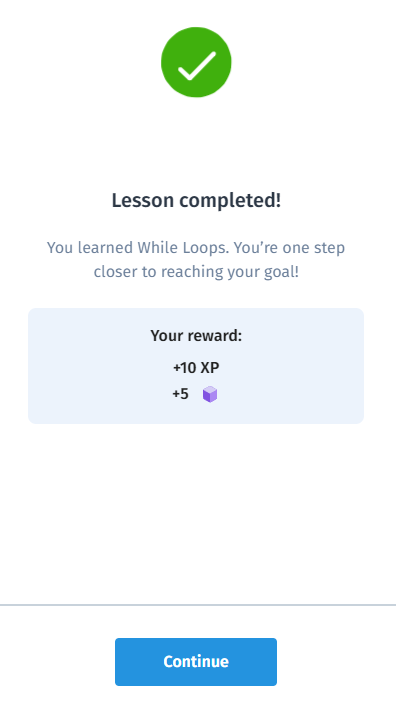 Lesson completed!
You learned While Loops. You’re one step
closer to reaching your goal!
Your reward:
+10 XP
+5
Continue